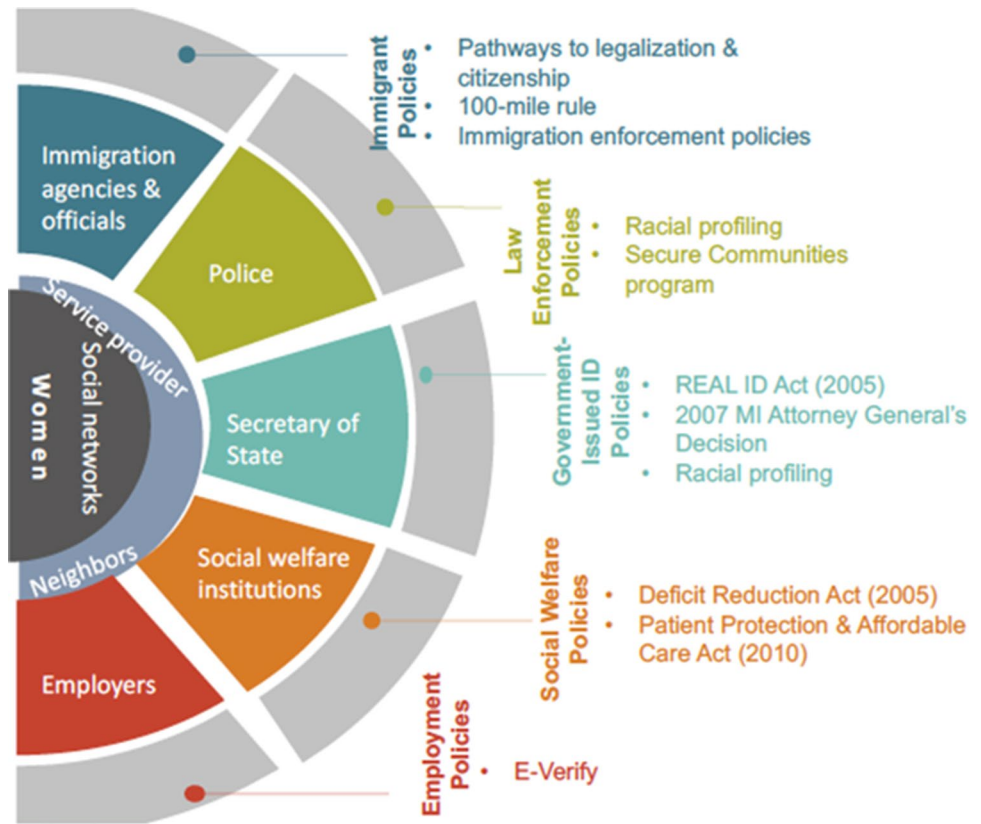 Immigrant
Policies
• Pathways to legalization &
citizenship
• 100-mile rule
• Immigration enforcement policies
Immigration
agencies &
officials
Law
Enforcement
Policies
• Racial profiling
• Secure Communities
program
Police
Service provider
Social networks
Women
Neighbors
Government-
Issued ID
Policies
• REAL ID Act (2005)
• 2007 MI Attorney General's
Decision
• Racial profiling
Secretary of
State
Social welfare
institutions
Social Welfare
Policies
• Deficit Reduction Act (2005)
• Patient Protection & Affordable
Care Act (2010)
Employers
Employment
Policies
• E-Verify